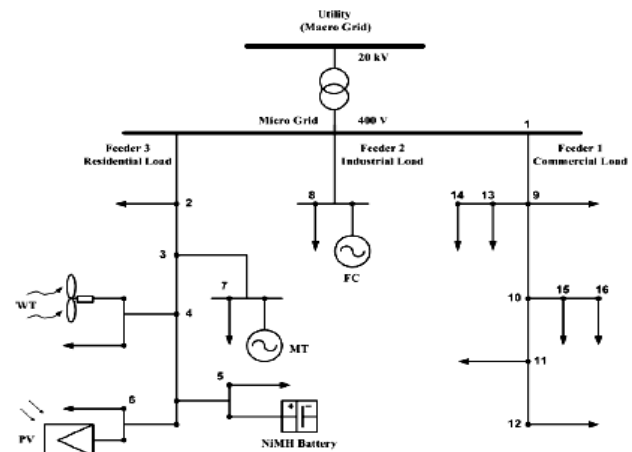 Utility
(Macro Grid)
20 kV
Micro Grid
400 V
1
Feeder 3
Residential Load
Feeder 2
Industrial Load
Feeder 1
Commercial Load
2
8
14
13
9
3
FC
WT
4
7
MT
10
15
16
11
5
6
12
PV
+
−
NiMH Battery